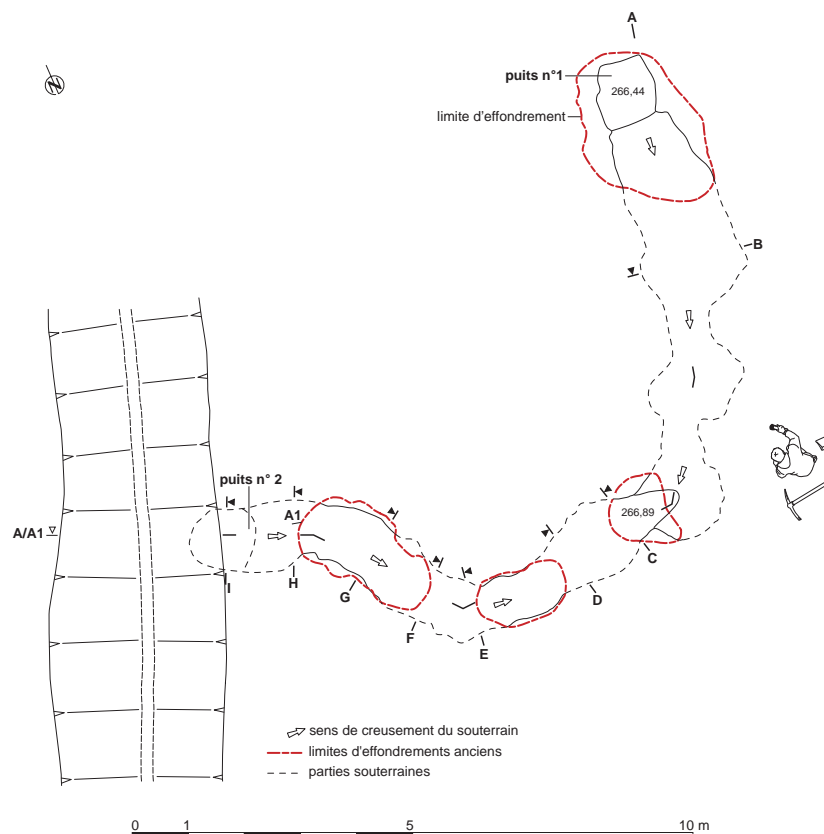 A
N
puits n°1
266,44
limite d'effondrement
B
puits n° 2
A1
266,89
A/A1
C
I
H
G
D
F
E
sens de creusement du souterrain
limites d'effondrements anciens
parties souterraines
0 1 5 10 m